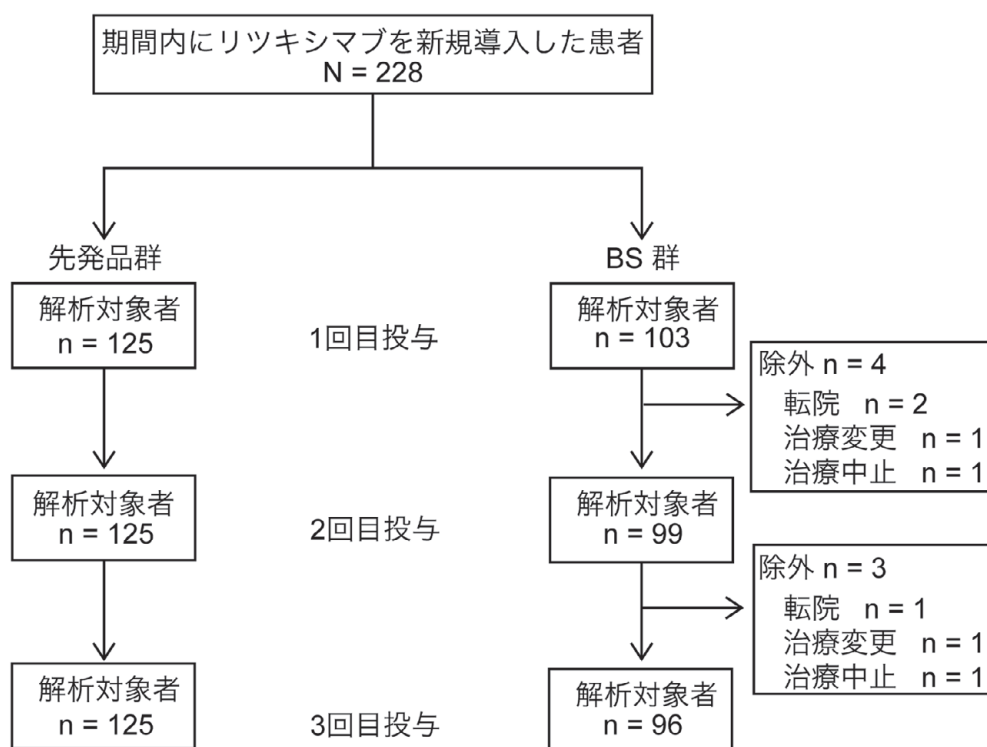 期間内にリツキシマブを新規導入した患者
N = 228
先発品群
BS 群
解析対象者
n = 125
1回目投与
解析対象者
n = 103
除外 n = 4
転院 n = 2
治療変更 n = 1
治療中止 n = 1
解析対象者
n = 125
2回目投与
解析対象者
n = 99
除外 n = 3
転院 n = 1
治療変更 n = 1
治療中止 n = 1
解析対象者
n = 125
3回目投与
解析対象者
n = 96